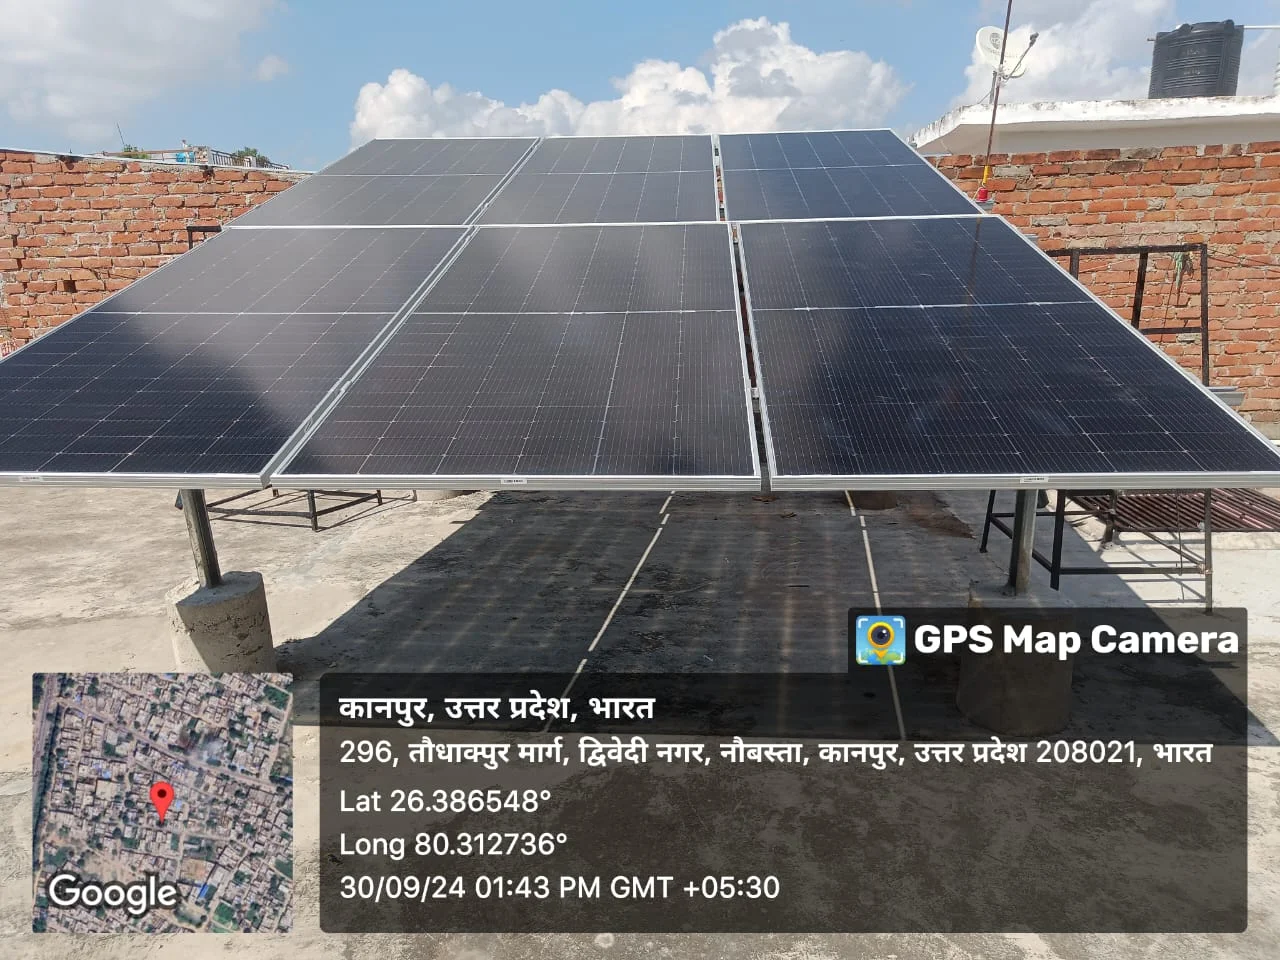 GPS Map Camera
कानपुर, उत्तर प्रदेश, भारत
296, तौधाक्पुर मार्ग, द्विवेदी नगर, नौबस्ता, कानपुर, उत्तर प्रदेश 208021, भारत
Lat 26.386548°
Long 80.312736°
30/09/24 01:43 PM GMT +05:30
Google